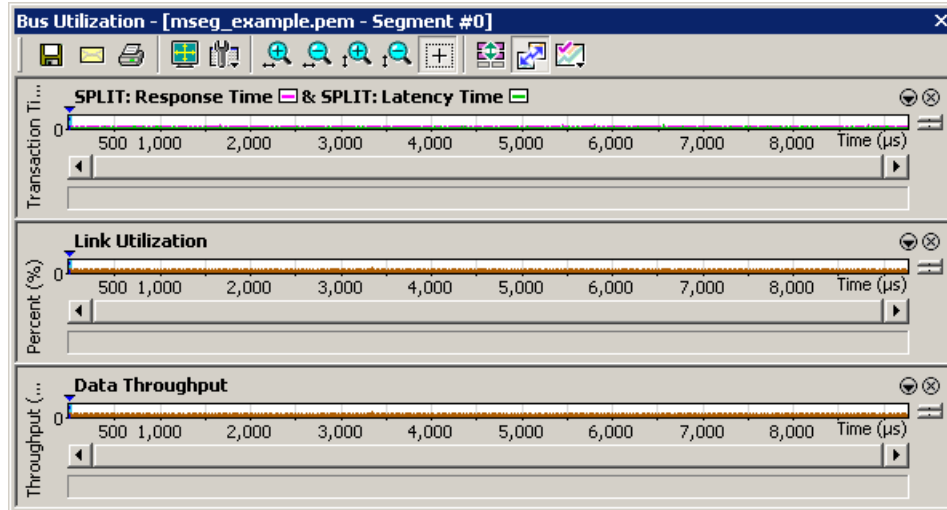 Bus Utilization - [mseg_example.pem - Segment #0]
SPLIT: Response Time & SPLIT: Latency Time
Transaction Ti...
0
500 1,000 2,000 3,000 4,000 5,000 6,000 7,000 8,000 Time (µs)
Link Utilization
Percent (%)
0
500 1,000 2,000 3,000 4,000 5,000 6,000 7,000 8,000 Time (µs)
Data Throughput
Throughput (...
0
500 1,000 2,000 3,000 4,000 5,000 6,000 7,000 8,000 Time (µs)